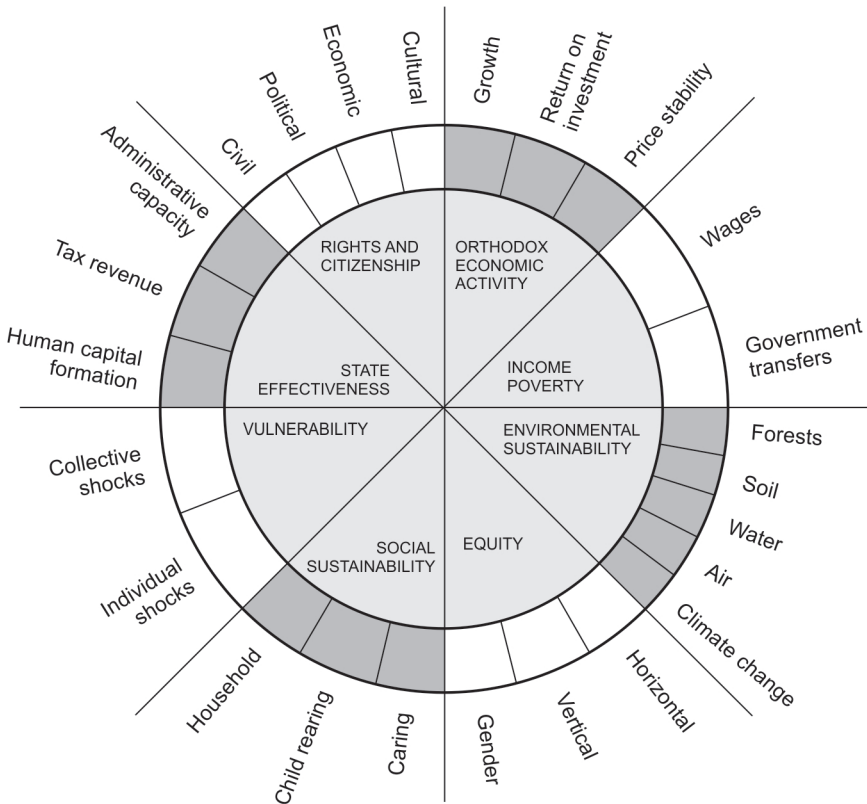 Growth
Return on
investment
Price stability
Wages
Government
transfers
Forests
Soil
Water
Air
Climate change
Horizontal
Vertical
Gender
Caring
Child rearing
Household
Individual
shocks
Collective
shocks
Human capital
formation
Tax revenue
Administrative
capacity
Civil
Political
Economic
Cultural
RIGHTS AND
CITIZENSHIP
ORTHODOX
ECONOMIC
ACTIVITY
STATE
EFFECTIVENESS
INCOME
POVERTY
VULNERABILITY
ENVIRONMENTAL
SUSTAINABILITY
SOCIAL
SUSTAINABILITY
EQUITY